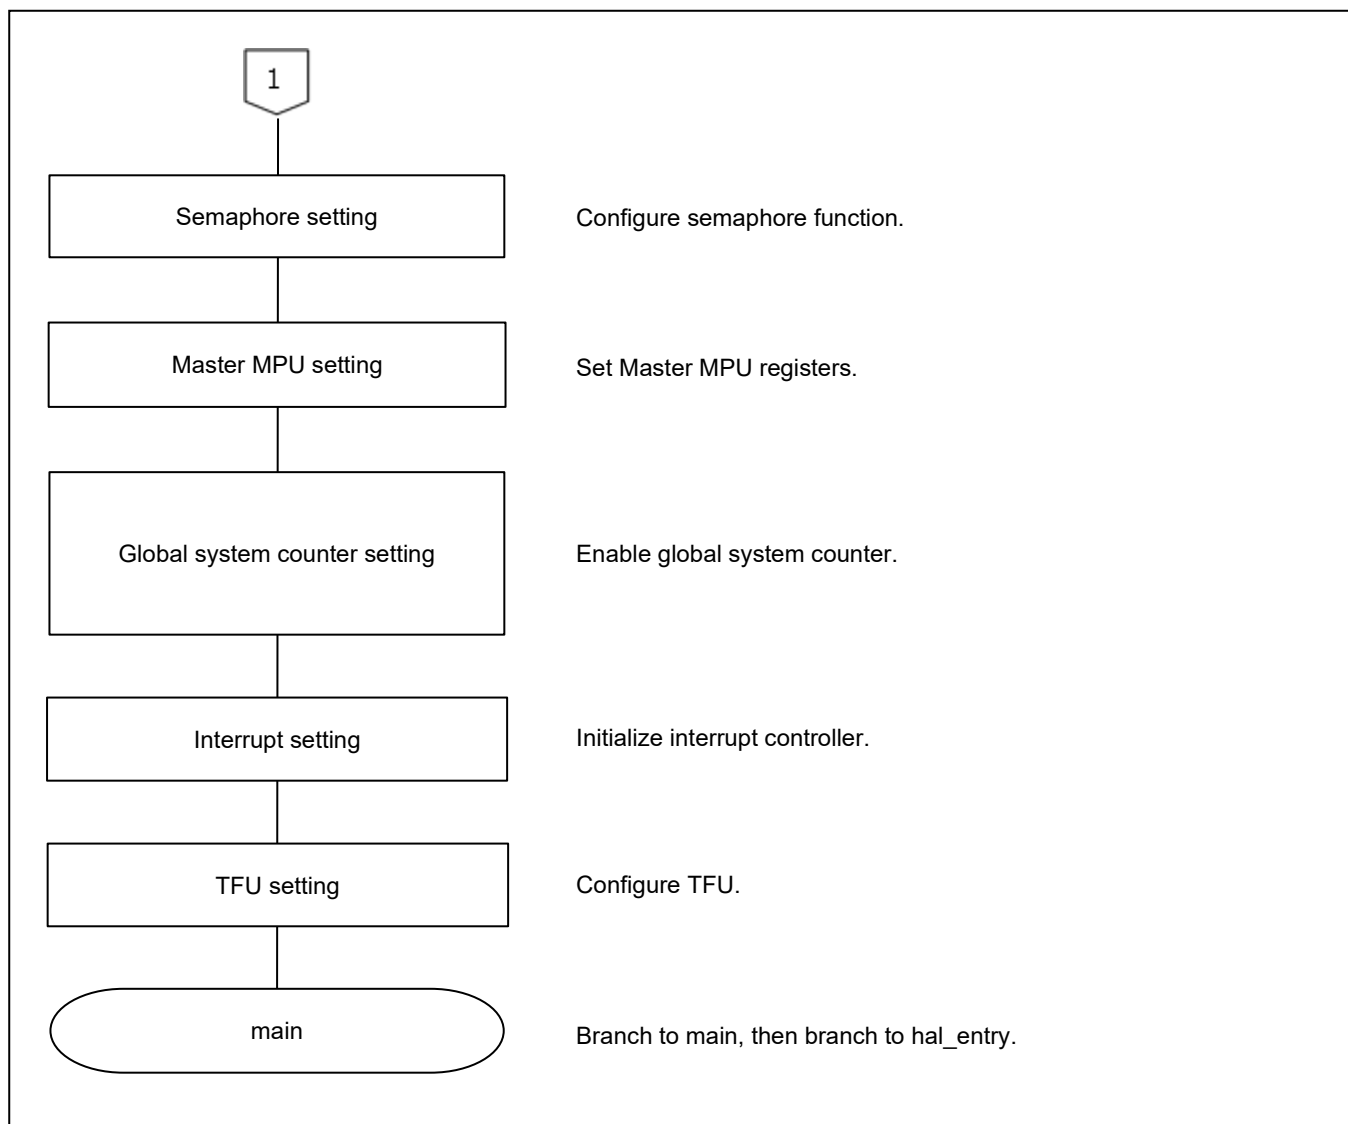 1
Semaphore setting
Configure semaphore function.
Master MPU setting
Set Master MPU registers.
Global system counter setting
Enable global system counter.
Interrupt setting
Initialize interrupt controller.
TFU setting
Configure TFU.
main
Branch to main, then branch to hal_entry.